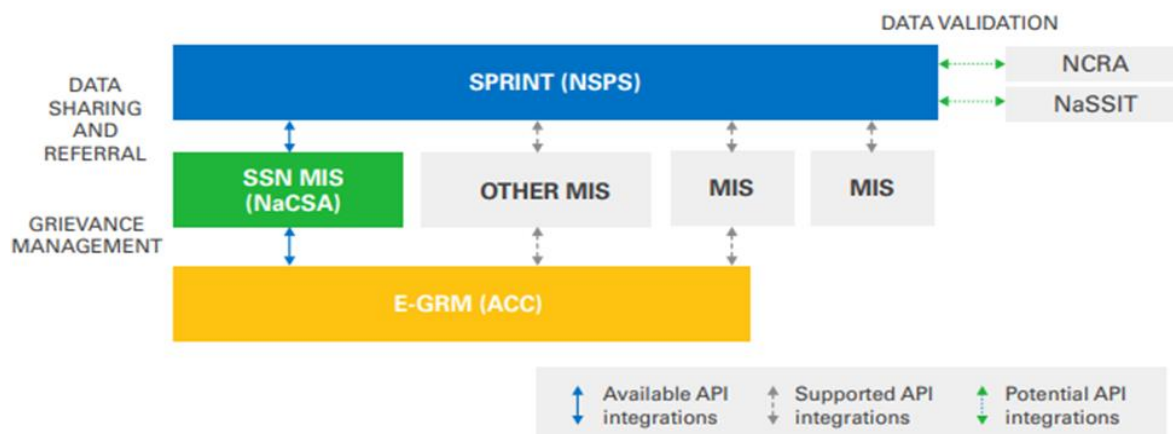 DATA VALIDATION
SPRINT (NSPS)
NCRA
NaSSIT
DATA
SHARING
AND
REFERRAL
SSN MIS
(NaCSA)
OTHER MIS
MIS
MIS
GRIEVANCE
MANAGEMENT
E-GRM (ACC)
Available API
integrations
Supported API
integrations
Potential API
integrations